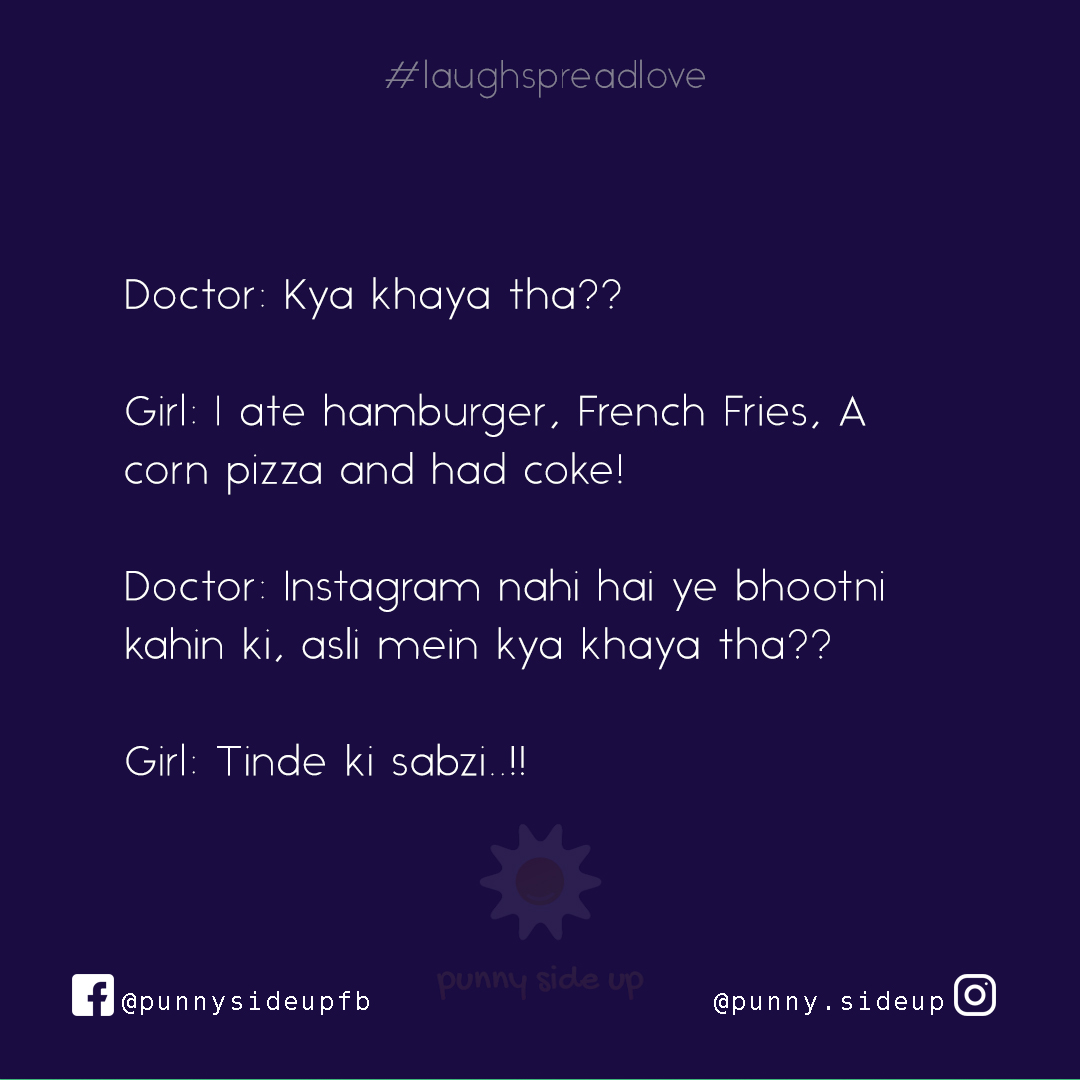 #laughspreadlove
Doctor: Kya khaya tha??
Girl: I ate hamburger, French Fries, A
corn pizza and had coke!
Doctor: Instagram nahi hai ye bhootni
kahin ki, asli mein kya khaya tha??
Girl: Tinde ki sabzi..!!
punny side up
@punnysideupfb
@punny.sideup